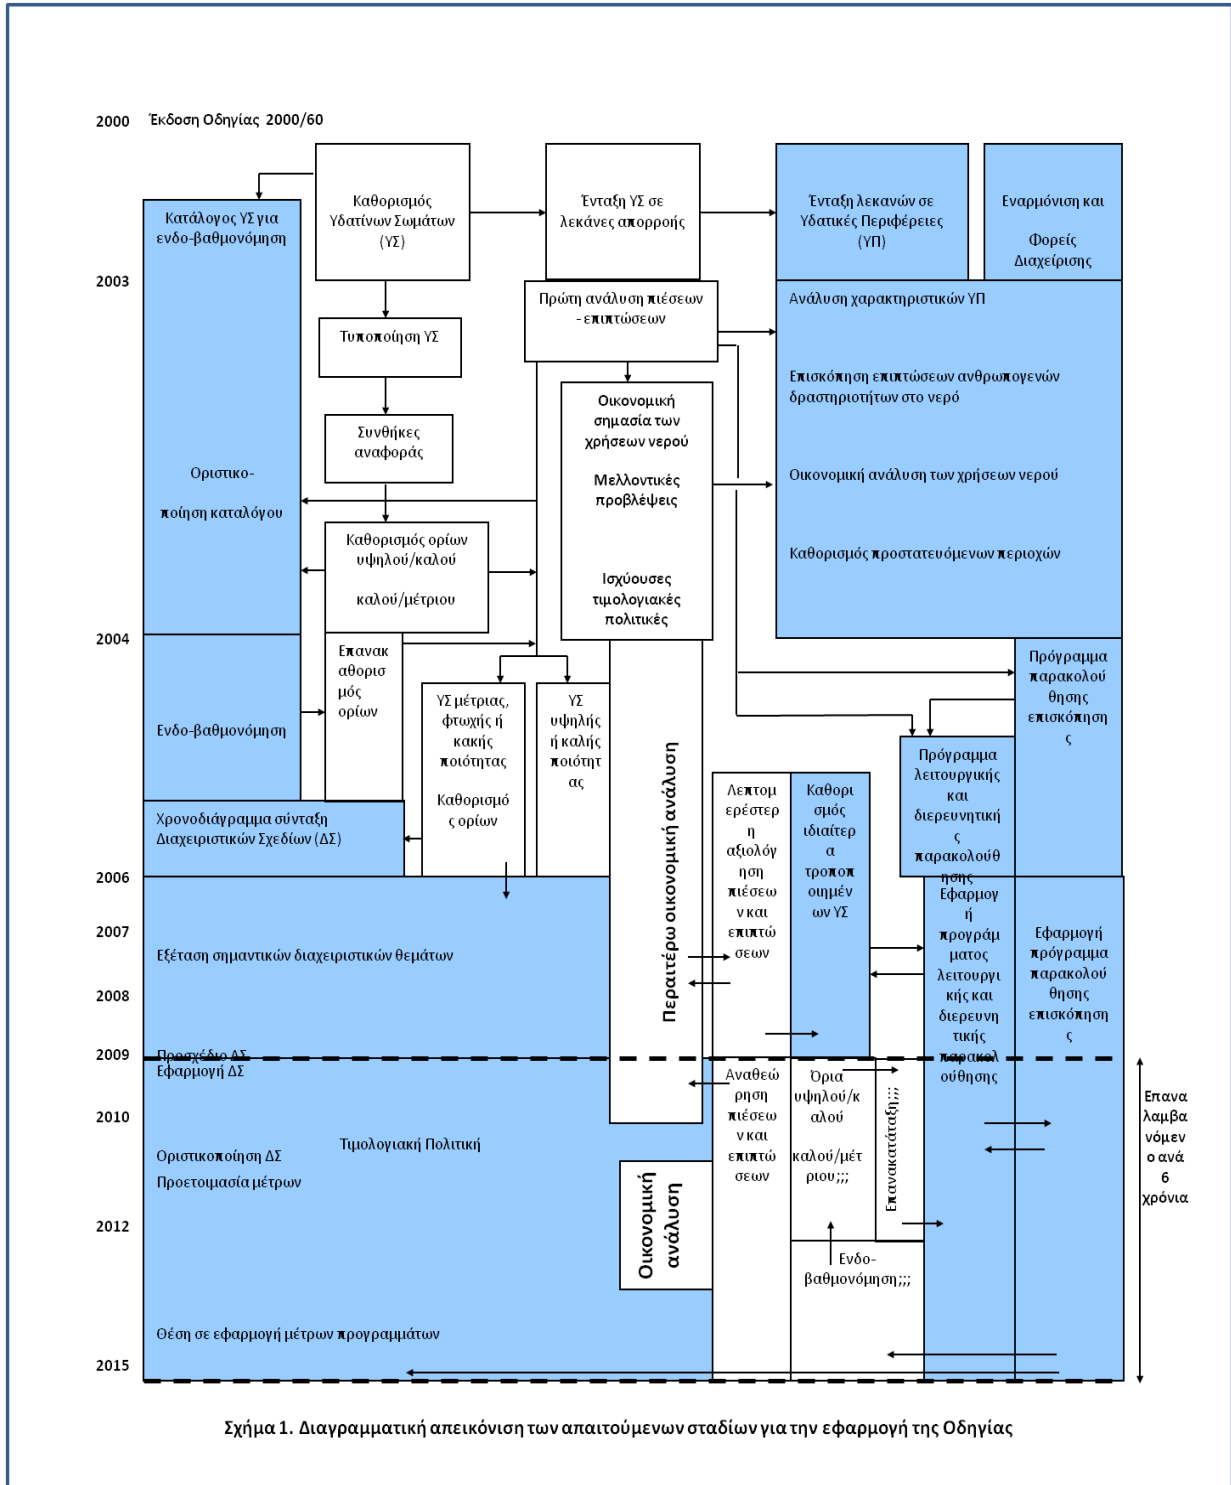 2000 Έκδοση Οδηγίας 2000/60
Κατάλογος ΥΣ για
ενδο-βαθμονόμηση
Καθορισμός
Υδατίνων Σωμάτων
(ΥΣ)
Ένταξη ΥΣ σε
λεκάνες απορροής
Ένταξη λεκανών σε
Υδατικές Περιφέρειες
(ΥΠ)
Εναρμόνιση και
Φορείς
Διαχείρισης
2003
Πρώτη ανάλυση πιέσεων
- επιπτώσεων
Ανάλυση χαρακτηριστικών ΥΠ
Επισκόπηση επιπτώσεων ανθρωπογενών
δραστηριοτήτων στο νερό
Οικονομική ανάλυση των χρήσεων νερού
Καθορισμός προστατευόμενων περιοχών
Τυποποίηση ΥΣ
Συνθήκες
αναφοράς
Οικονομική
σημασία των
χρήσεων νερού
Μελλοντικές
προβλέψεις
Ισχύουσες
τιμολογιακές
πολιτικές
Οριστικο-
ποίηση καταλόγου
Καθορισμός ορίων
υψηλού/καλού
καλού/μέτριου
2004
Ενδο-βαθμονόμηση
Επανακ
αθορισ
μός
ορίων
ΥΣ μέτριας,
φτωχής ή
κακής
ποιότητας
Καθορισμό
ς ορίων
ΥΣ
υψηλής
ή καλής
ποιότητ
ας
Περαιτέρω οικονομική ανάλυση
Πρόγραμμα
παρακολού
θησης
επισκόπηση
ς
Πρόγραμμα
λειτουργικής
και
διερευνητική
ς
παρακολούθ
ησης
Λεπτομ
ερέστερ
η
αξιολόγ
ηση
πιέσεω
ν και
επιπτώ
σεων
Καθορι
σμός
ιδιαίτερ
α
τροποπ
οιημέν
ων ΥΣ
Χρονοδιάγραμμα σύνταξη
Διαχειριστικών Σχεδίων (ΔΣ)
2006
2007
Εξέταση σημαντικών διαχειριστικών θεμάτων
2008
Εφαρμογ
ή
προγράμ
ματος
λειτουργ
ικής και
διερευνη
τικής
παρακολ
ούθησης
Εφαρμογή
πρόγραμμα
παρακολού
θησης
επισκόπηση
ς
Προσχέδιο ΔΣ
2009
Εφαρμογή ΔΣ
2010
Τιμολογιακή Πολιτική
Οριστικοποίηση ΔΣ
Προετοιμασία μέτρων
2012
Οικονομική
ανάλυση
Αναθεώ
ρηση
πιέσεω
ν και
επιπτώ
σεων
Όρια
υψηλού/κ
αλού
καλού/μέτ
ριου;;;
Επανακατάταξη;;;
Ενδο-
βαθμονόμηση;;;
Επανα
λαμβα
νόμεν
ο ανά
6
χρόνια
Θέση σε εφαρμογή μέτρων προγραμμάτων
2015
Σχήμα 1. Διαγραμματική απεικόνιση των απαιτούμενων σταδίων για την εφαρμογή της Οδηγίας